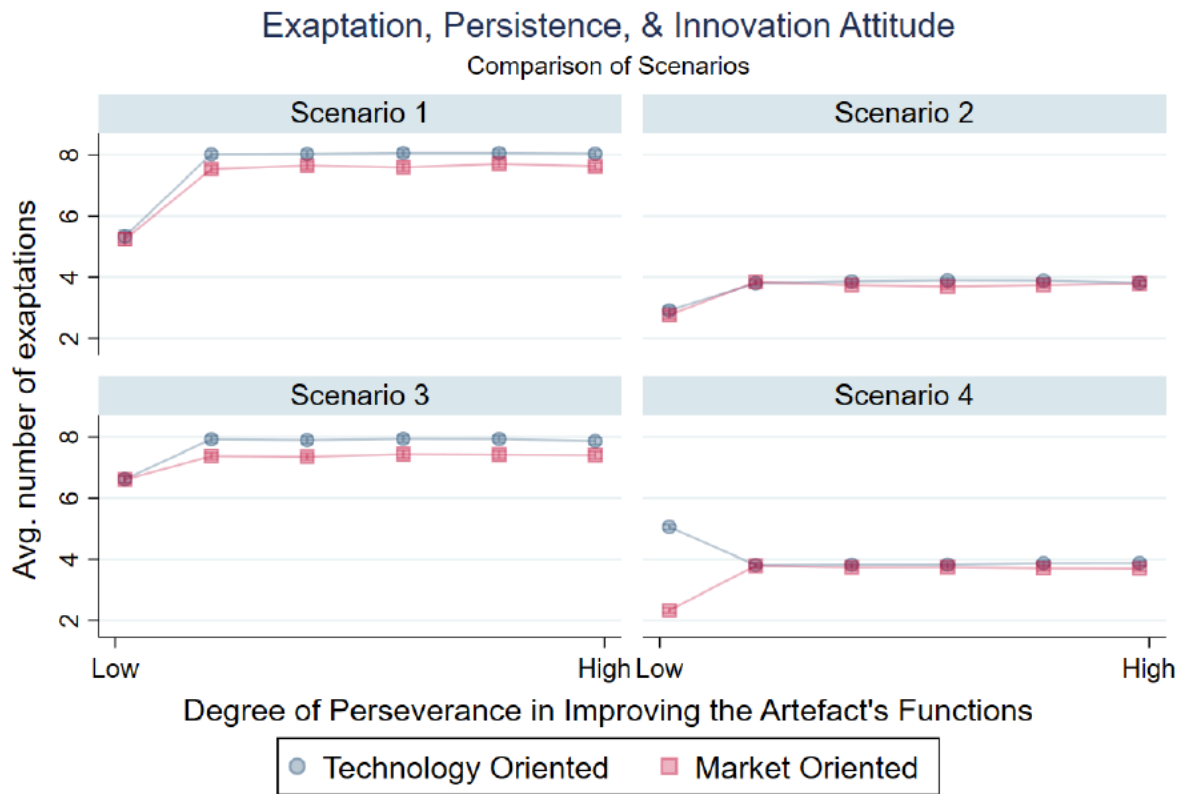 Exaptation, Persistence, & Innovation Attitude
Comparison of Scenarios
Scenario 1
Scenario 2
8
6
4
2
Scenario 3
Scenario 4
8
6
4
2
Avg. number of exaptations
Low
High
Low
High
Degree of Perseverance in Improving the Artefact's Functions
Technology Oriented
Market Oriented